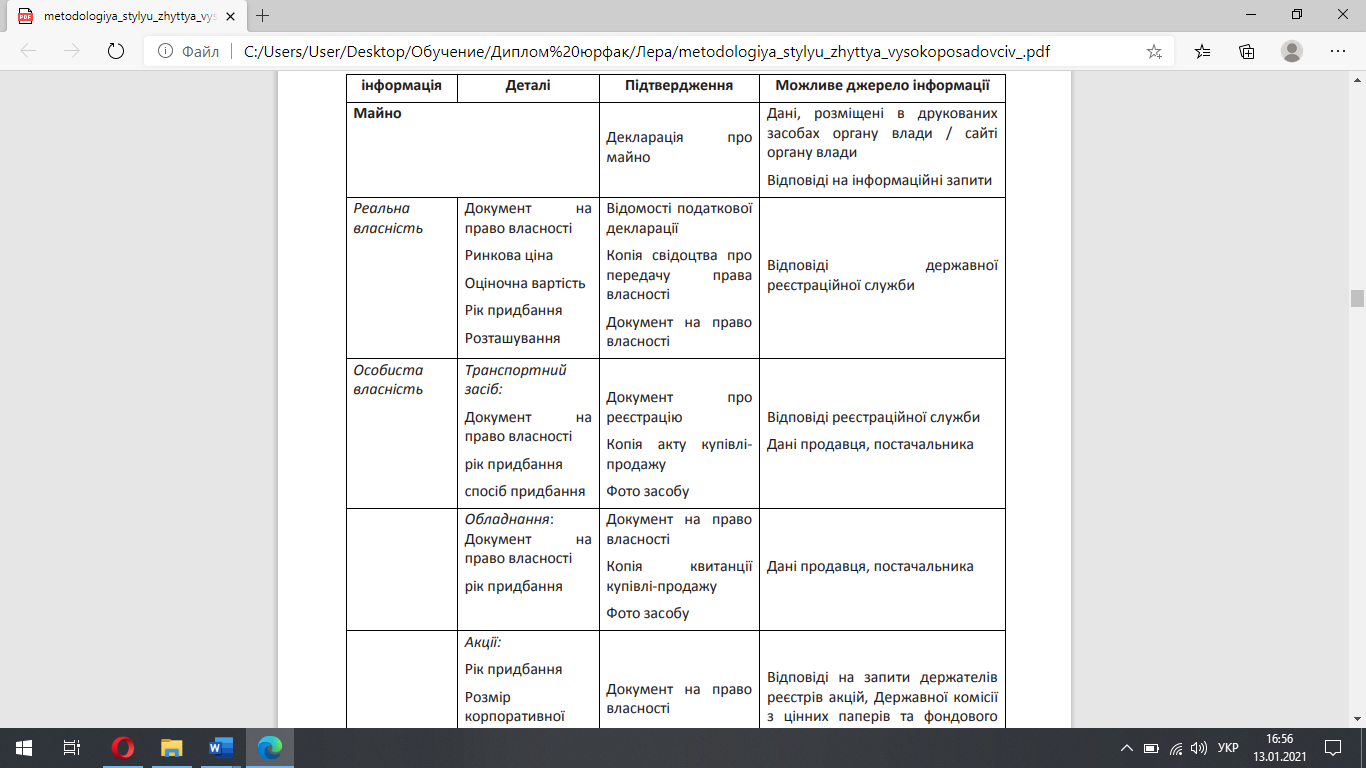 metodologiya_stylyu_zhyttya_vys
Файл
C:/Users/User/Desktop/Обучение/Диплом%20юрфак/Лера/metodologiya_stylyu_zhyttya_vysokoposadovciv_.pdf
інформація
Деталі
Підтвердження
Можливе джерело інформації
Майно
Декларація про
майно
Дані, розміщені в друкованих
засобах органу влади / сайті
органу влади
Відповіді на інформаційні запити
Реальна
власність
Документ на
право власності
Ринкова ціна
Оціночна вартість
Рік придбання
Розташування
Відомості податкової
декларації
Копія свідоцтва про
передачу права
власності
Документ на право
власності
Відповіді державної
реєстраційної служби
Особиста
власність
Транспортний
засіб:
Документ на
право власності
рік придбання
спосіб придбання
Документ про
реєстрацію
Копія акту купівлі-
продажу
Фото засобу
Відповіді реєстраційної служби
Дані продавця, постачальника
Обладнання:
Документ на
право власності
рік придбання
Документ на право
власності
Копія квитанції
купівлі-продажу
Фото засобу
Дані продавця, постачальника
Акції:
Рік придбання
Розмір
корпоративної
Документ на право
власності
Відповіді на запити держателів
реєстрів акцій, Державної комісії
з цінних паперів та фондового
УКР
16:56
13.01.2021